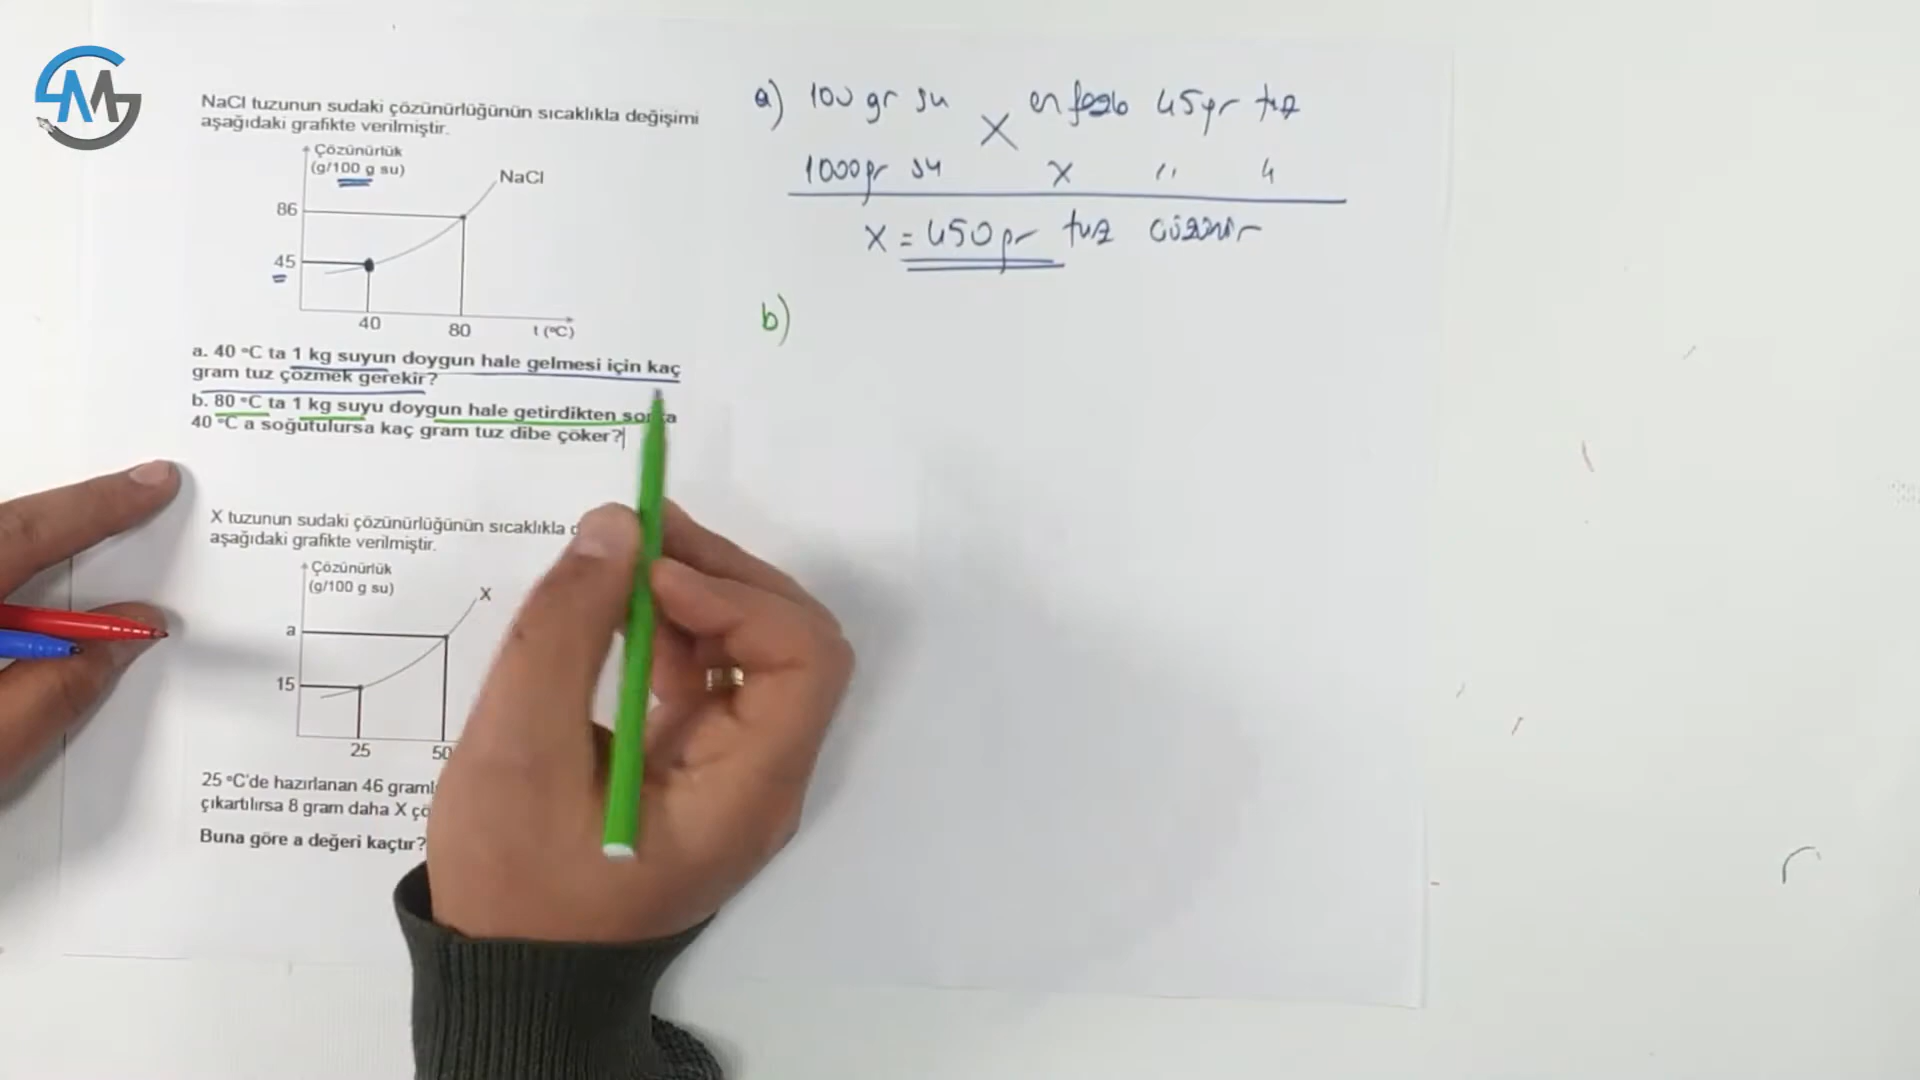 NaCl tuzunun sudaki çözünürlüğünün sıcaklıkla değişimi
aşağıdaki grafikte verilmiştir.
Çözünürlük
(g/100 g su)
NaCl
86
45
40
80
t (°C)
a. 40 °C ta 1 kg suyun doygun hale gelmesi için kaç
gram tuz çözmek gerekir?
b. 80 °C ta 1 kg suyu doygun hale getirdikten
40 °C a soğutulursa kaç gram tuz dibe çöker?
X tuzunun sudaki çözünürlüğünün sıcaklıkla
aşağıdaki grafikte verilmiştir.
Çözünürlük
(g/100 g su)
X
a
15
25
50
25 °C'de hazırlanan 46 graml
çıkartılırsa 8 gram daha X
Buna göre a değeri kaçtır?
a) 100 gr su en fazla 45 gr tuz
1000 gr su x " "
x = 450 gr tuz çözünür
b)